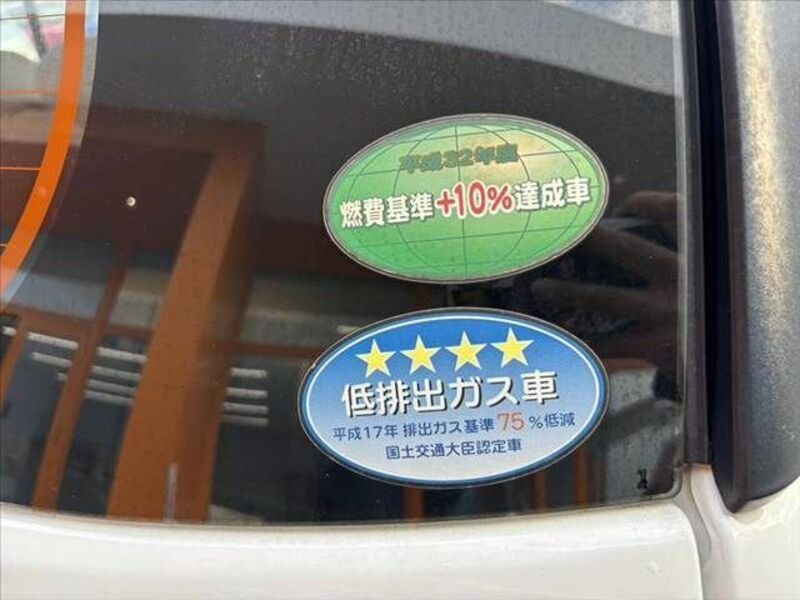 平成32年度
燃費基準+10%達成車
低排出ガス車
平成17年排出ガス基準75%低減
国土交通大臣認定車